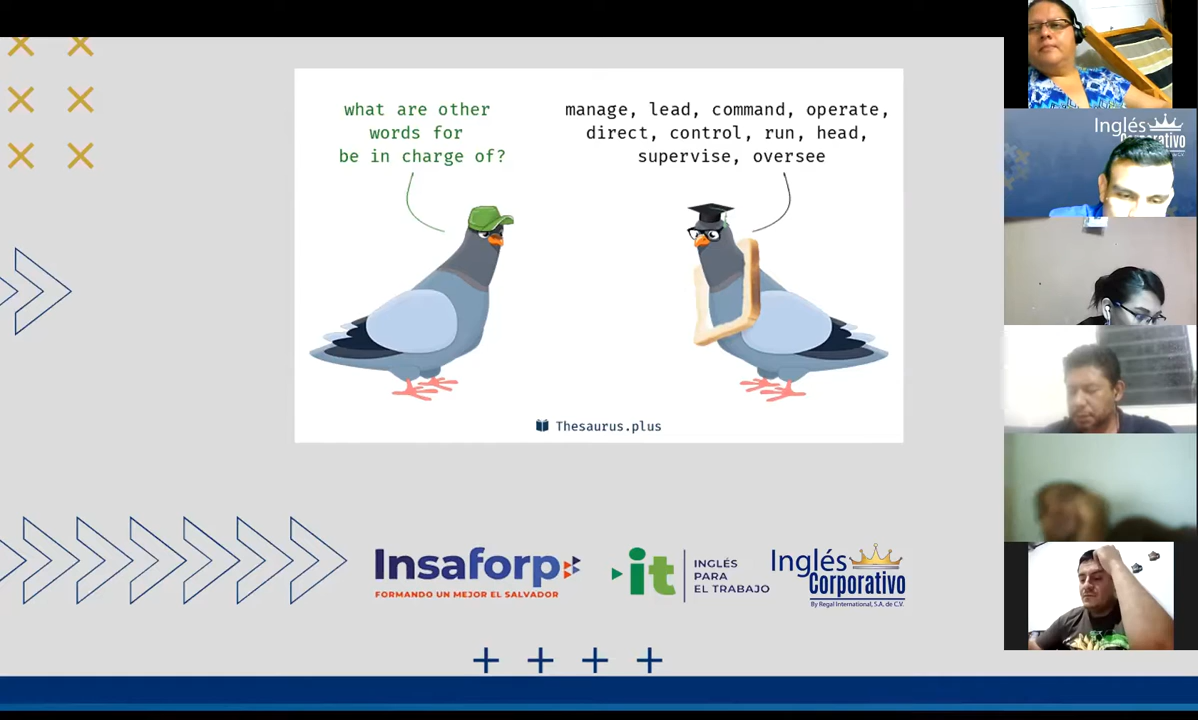 what are other
words for
be in charge of?
manage, lead, command, operate,
direct, control, run, head,
supervise, oversee
Thesaurus.plus
Insaforp
FORMANDO UN MEJOR EL SALVADOR
it
INGLÉS
PARA
EL TRABAJO
Inglés
Corporativo
By Regal International, S.A. de C.V.
Inglés
Corporativo